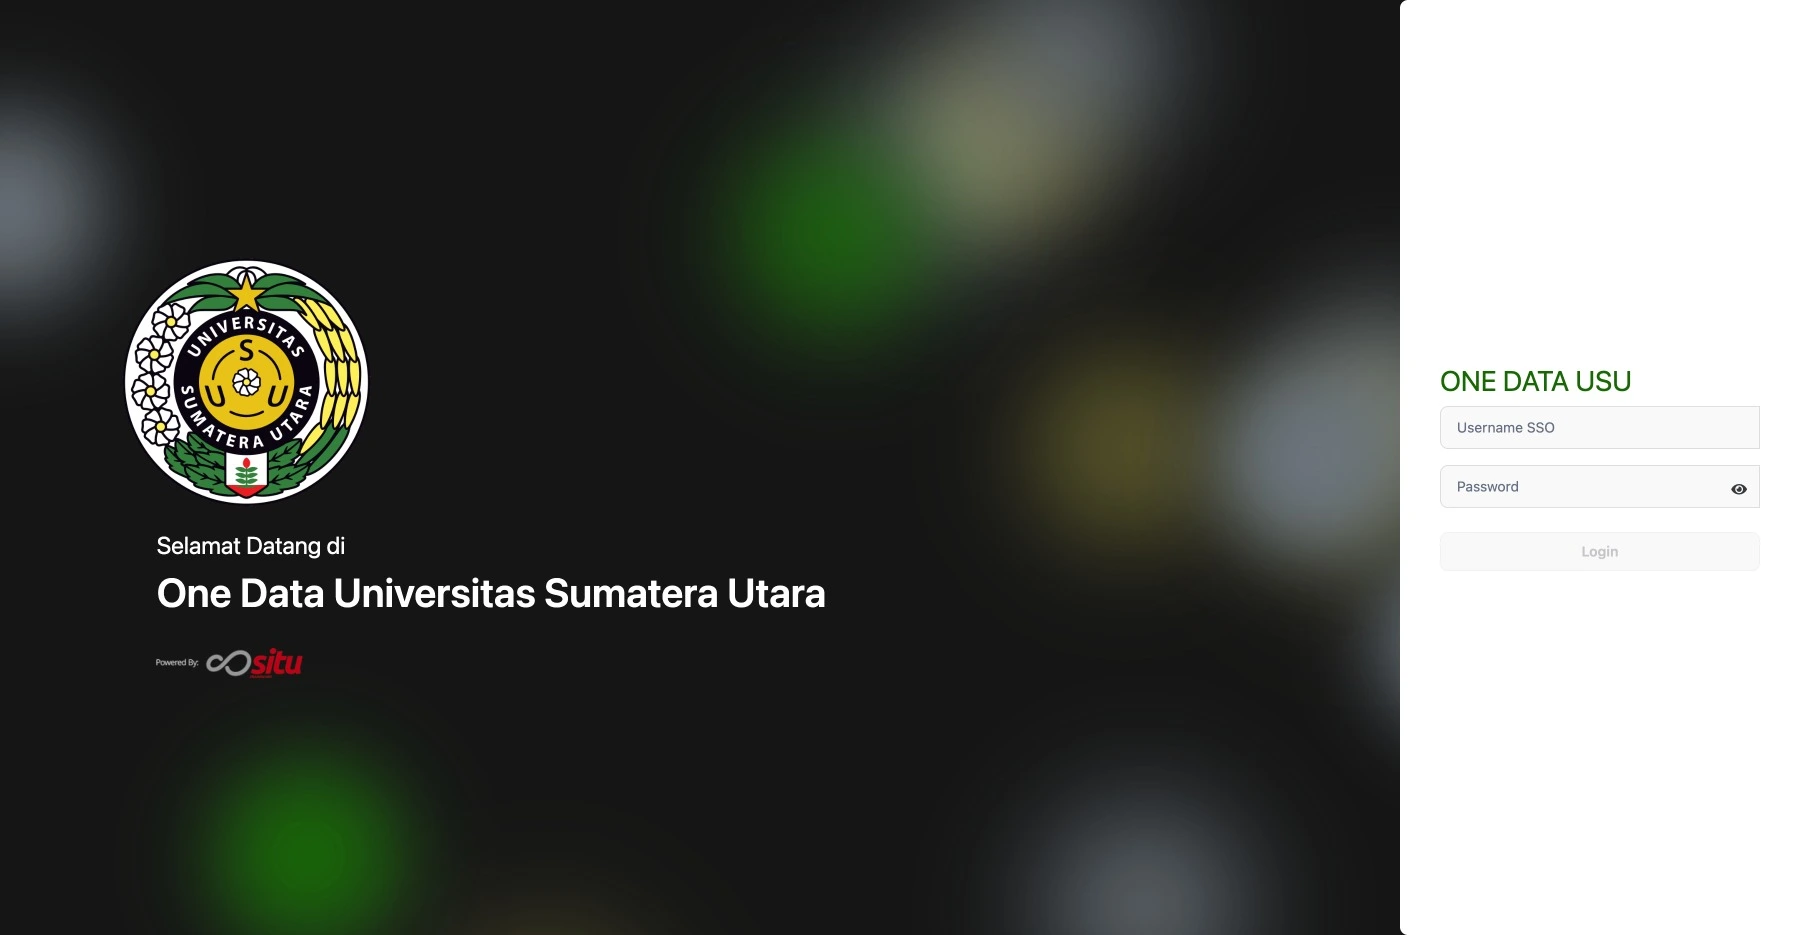 UNIVERSITAS
SUMATERA UTARA
S
U U
Selamat Datang di
One Data Universitas Sumatera Utara
Powered By: situ
ONE DATA USU
Username SSO
Password
Login